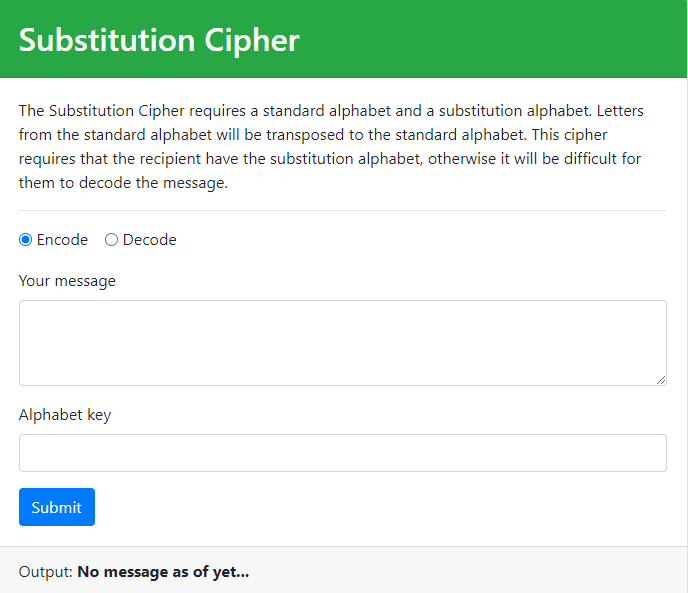 Substitution Cipher
The Substitution Cipher requires a standard alphabet and a substitution alphabet. Letters
from the standard alphabet will be transposed to the standard alphabet. This cipher
requires that the recipient have the substitution alphabet, otherwise it will be difficult for
them to decode the message.
Encode Decode
Your message
Alphabet key
Submit
Output: No message as of yet...